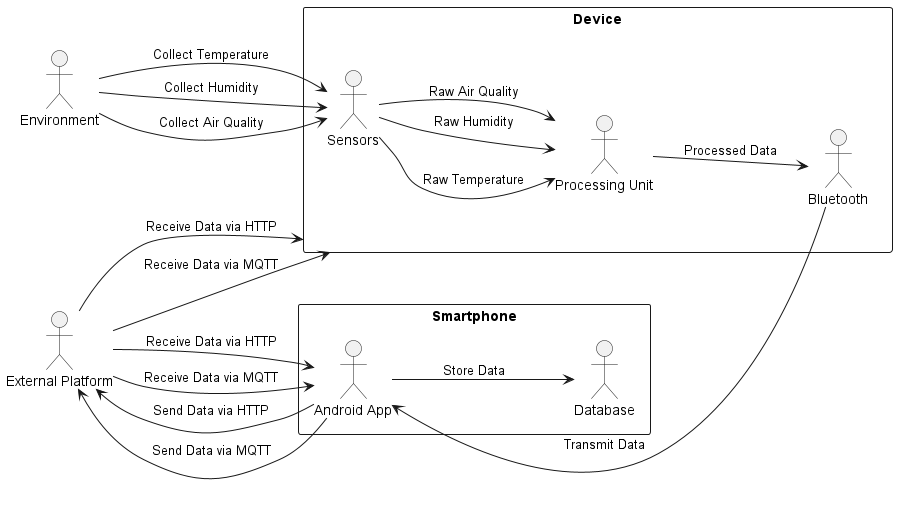 Device
Collect Temperature
Collect Humidity
Collect Air Quality
Environment
Sensors
Raw Air Quality
Raw Humidity
Raw Temperature
Processing Unit
Processed Data
Bluetooth
Receive Data via HTTP
Receive Data via MQTT
Smartphone
Receive Data via HTTP
Receive Data via MQTT
Send Data via HTTP
Send Data via MQTT
External Platform
Android App
Store Data
Database
Transmit Data